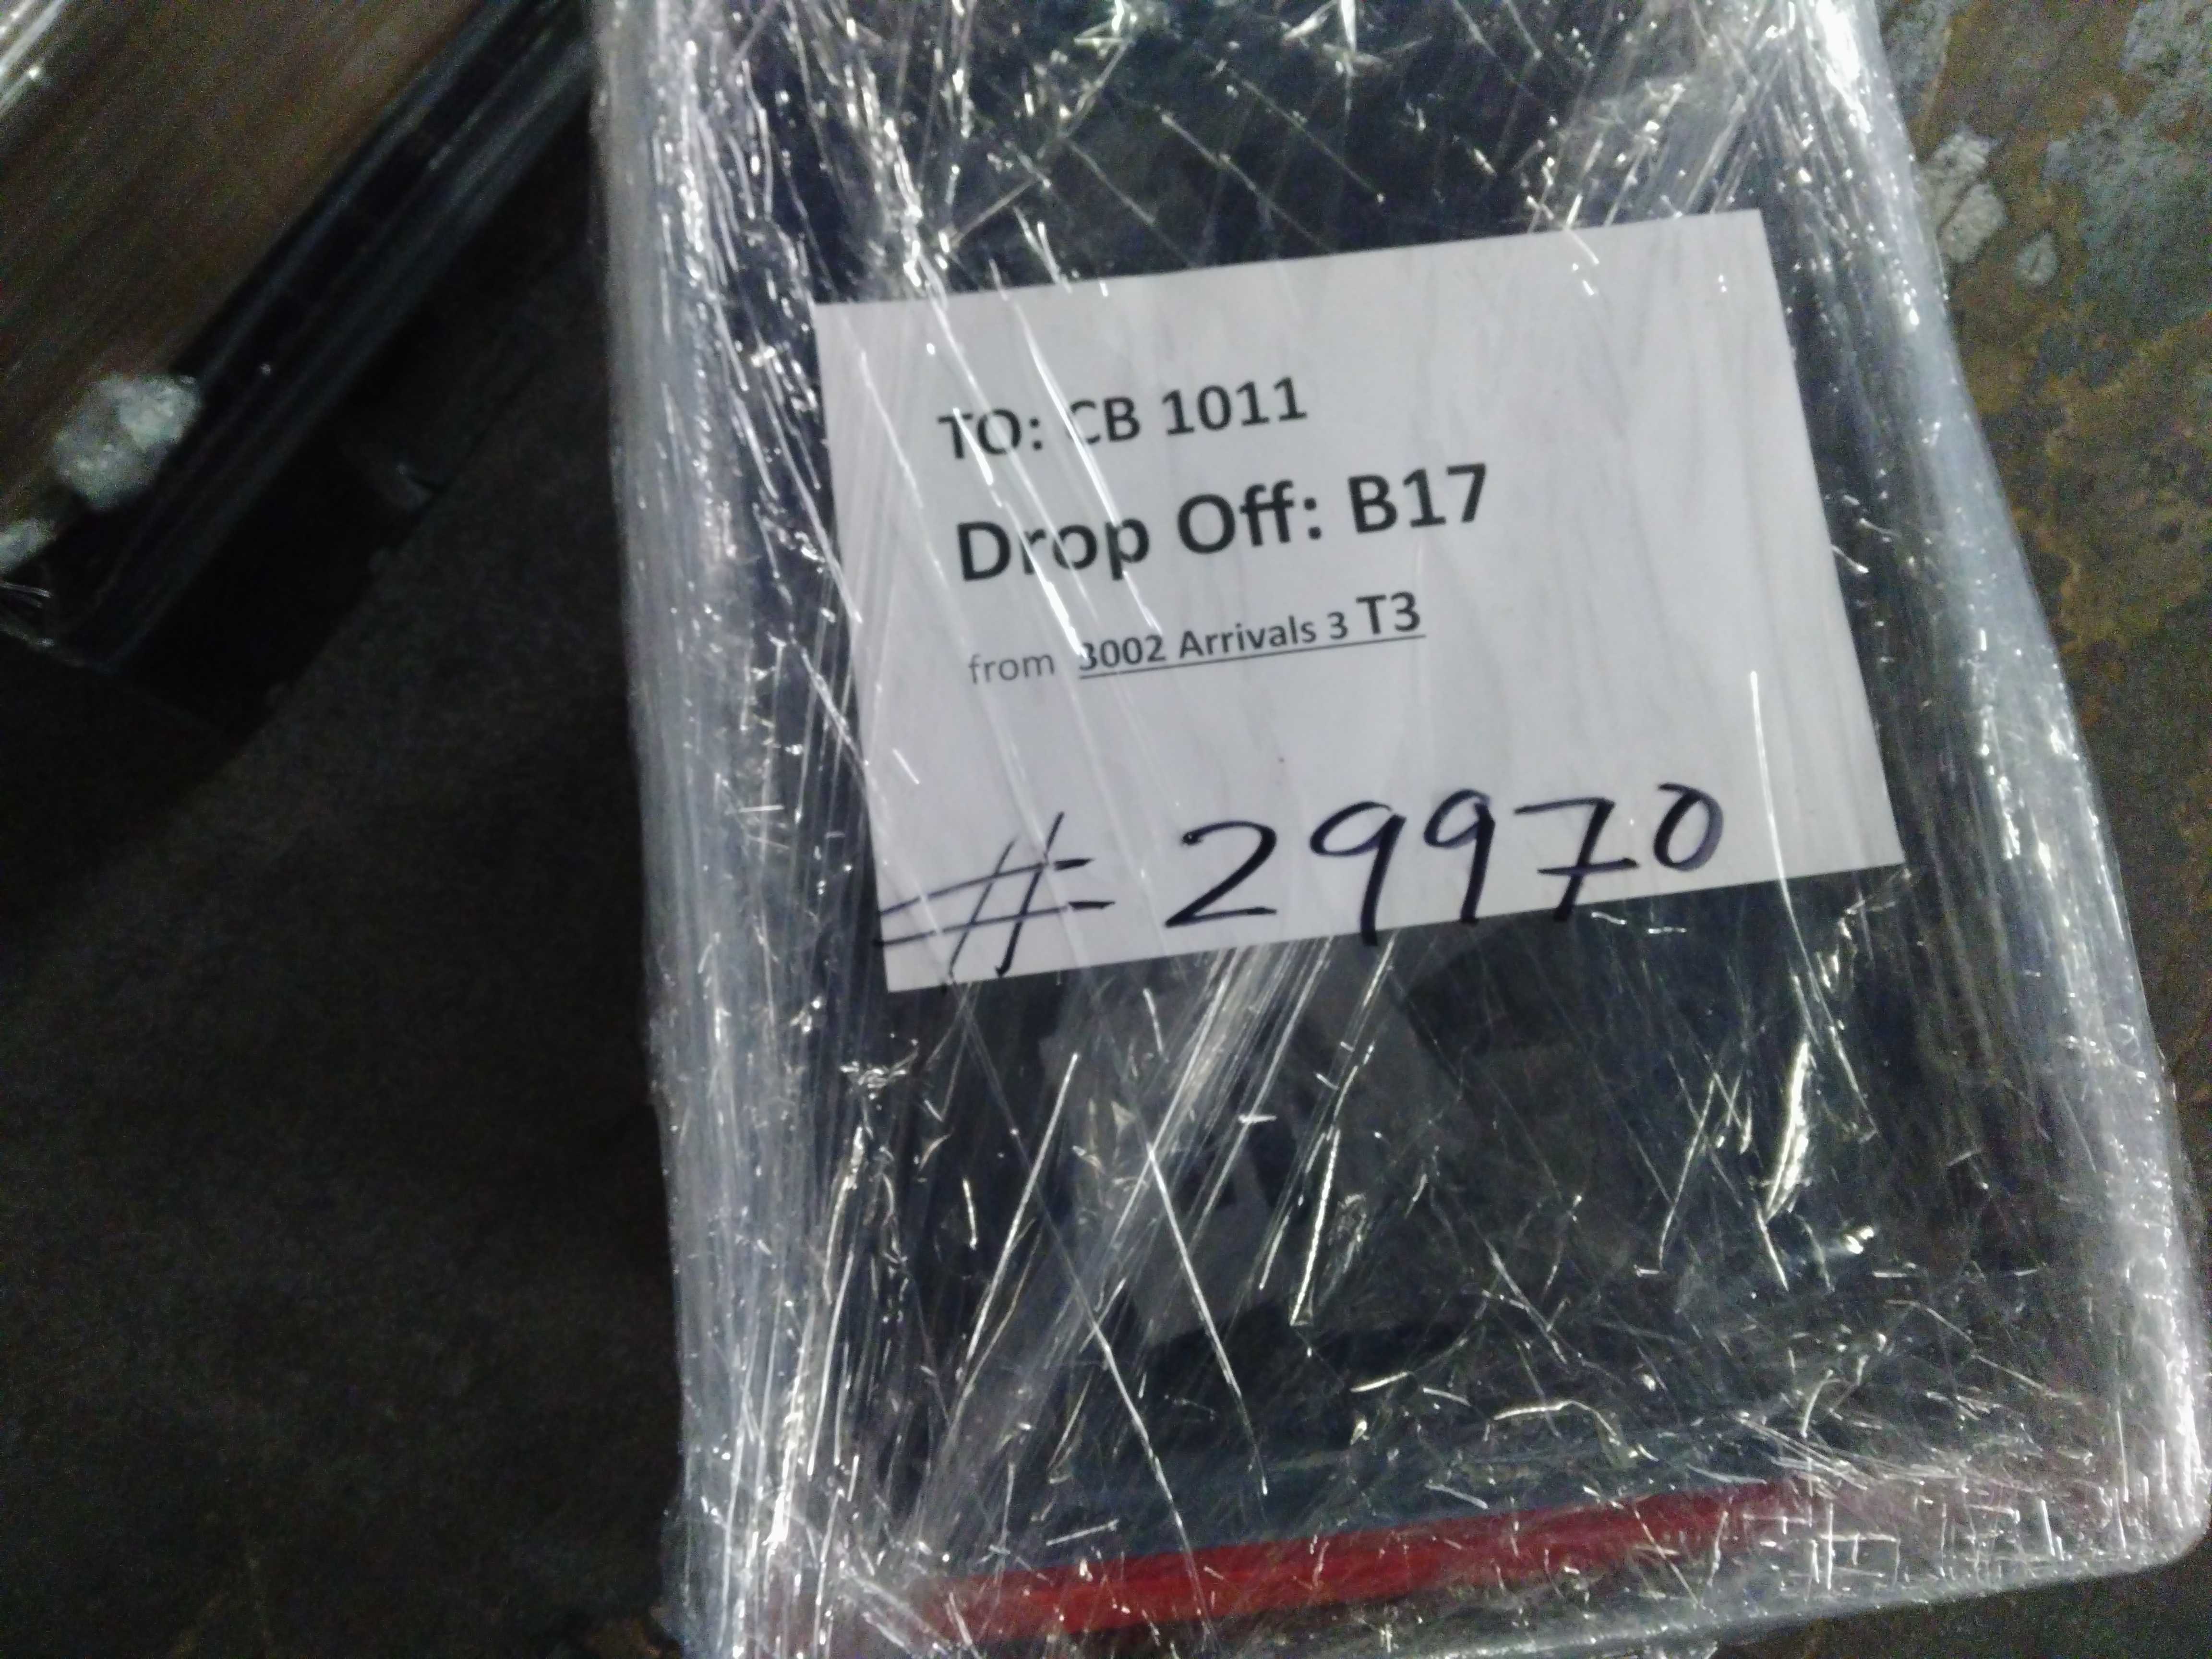 TO: CB 1011
Drop Off: B17
from 3002 Arrivals 3 T3
# 29970